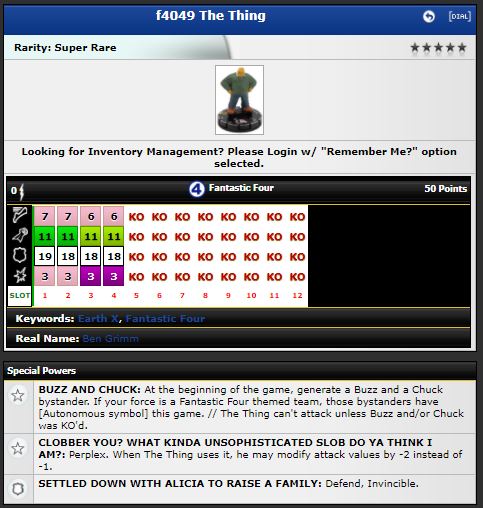 f4049 The Thing
[DIAL]
Rarity: Super Rare
Looking for Inventory Management? Please Login w/ "Remember Me?" option
selected.
0 4 Fantastic Four 50 Points
7 7 6 6 KO KO KO KO KO KO KO KO
11 11 11 11 KO KO KO KO KO KO KO KO
19 18 18 18 KO KO KO KO KO KO KO KO
3 3 3 3 KO KO KO KO KO KO KO KO
SLOT 1 2 3 4 5 6 7 8 9 10 11 12
Keywords: Earth X, Fantastic Four
Real Name: Ben Grimm
Special Powers
BUZZ AND CHUCK: At the beginning of the game, generate a Buzz and a Chuck
bystander. If your force is a Fantastic Four themed team, those bystanders have
[Autonomous symbol] this game. // The Thing can't attack unless Buzz and/or Chuck
was KO'd.
CLOBBER YOU? WHAT KINDA UNSOPHISTICATED SLOB DO YA THINK I
AM?: Perplex. When The Thing uses it, he may modify attack values by -2 instead of
-1.
SETTLED DOWN WITH ALICIA TO RAISE A FAMILY: Defend, Invincible.